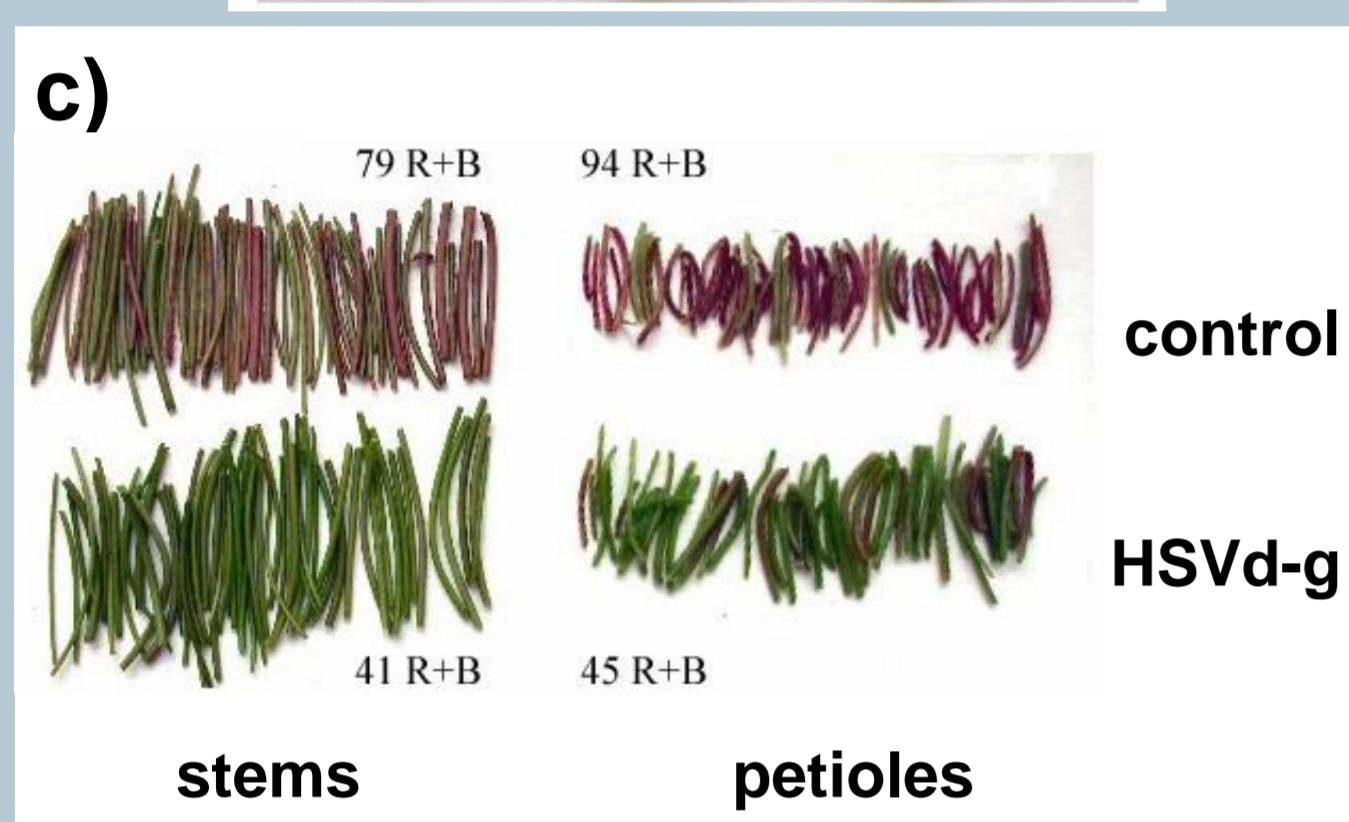 c)
79 R+B
94 R+B
control
HSVd-g
41 R+B
45 R+B
stems
petioles